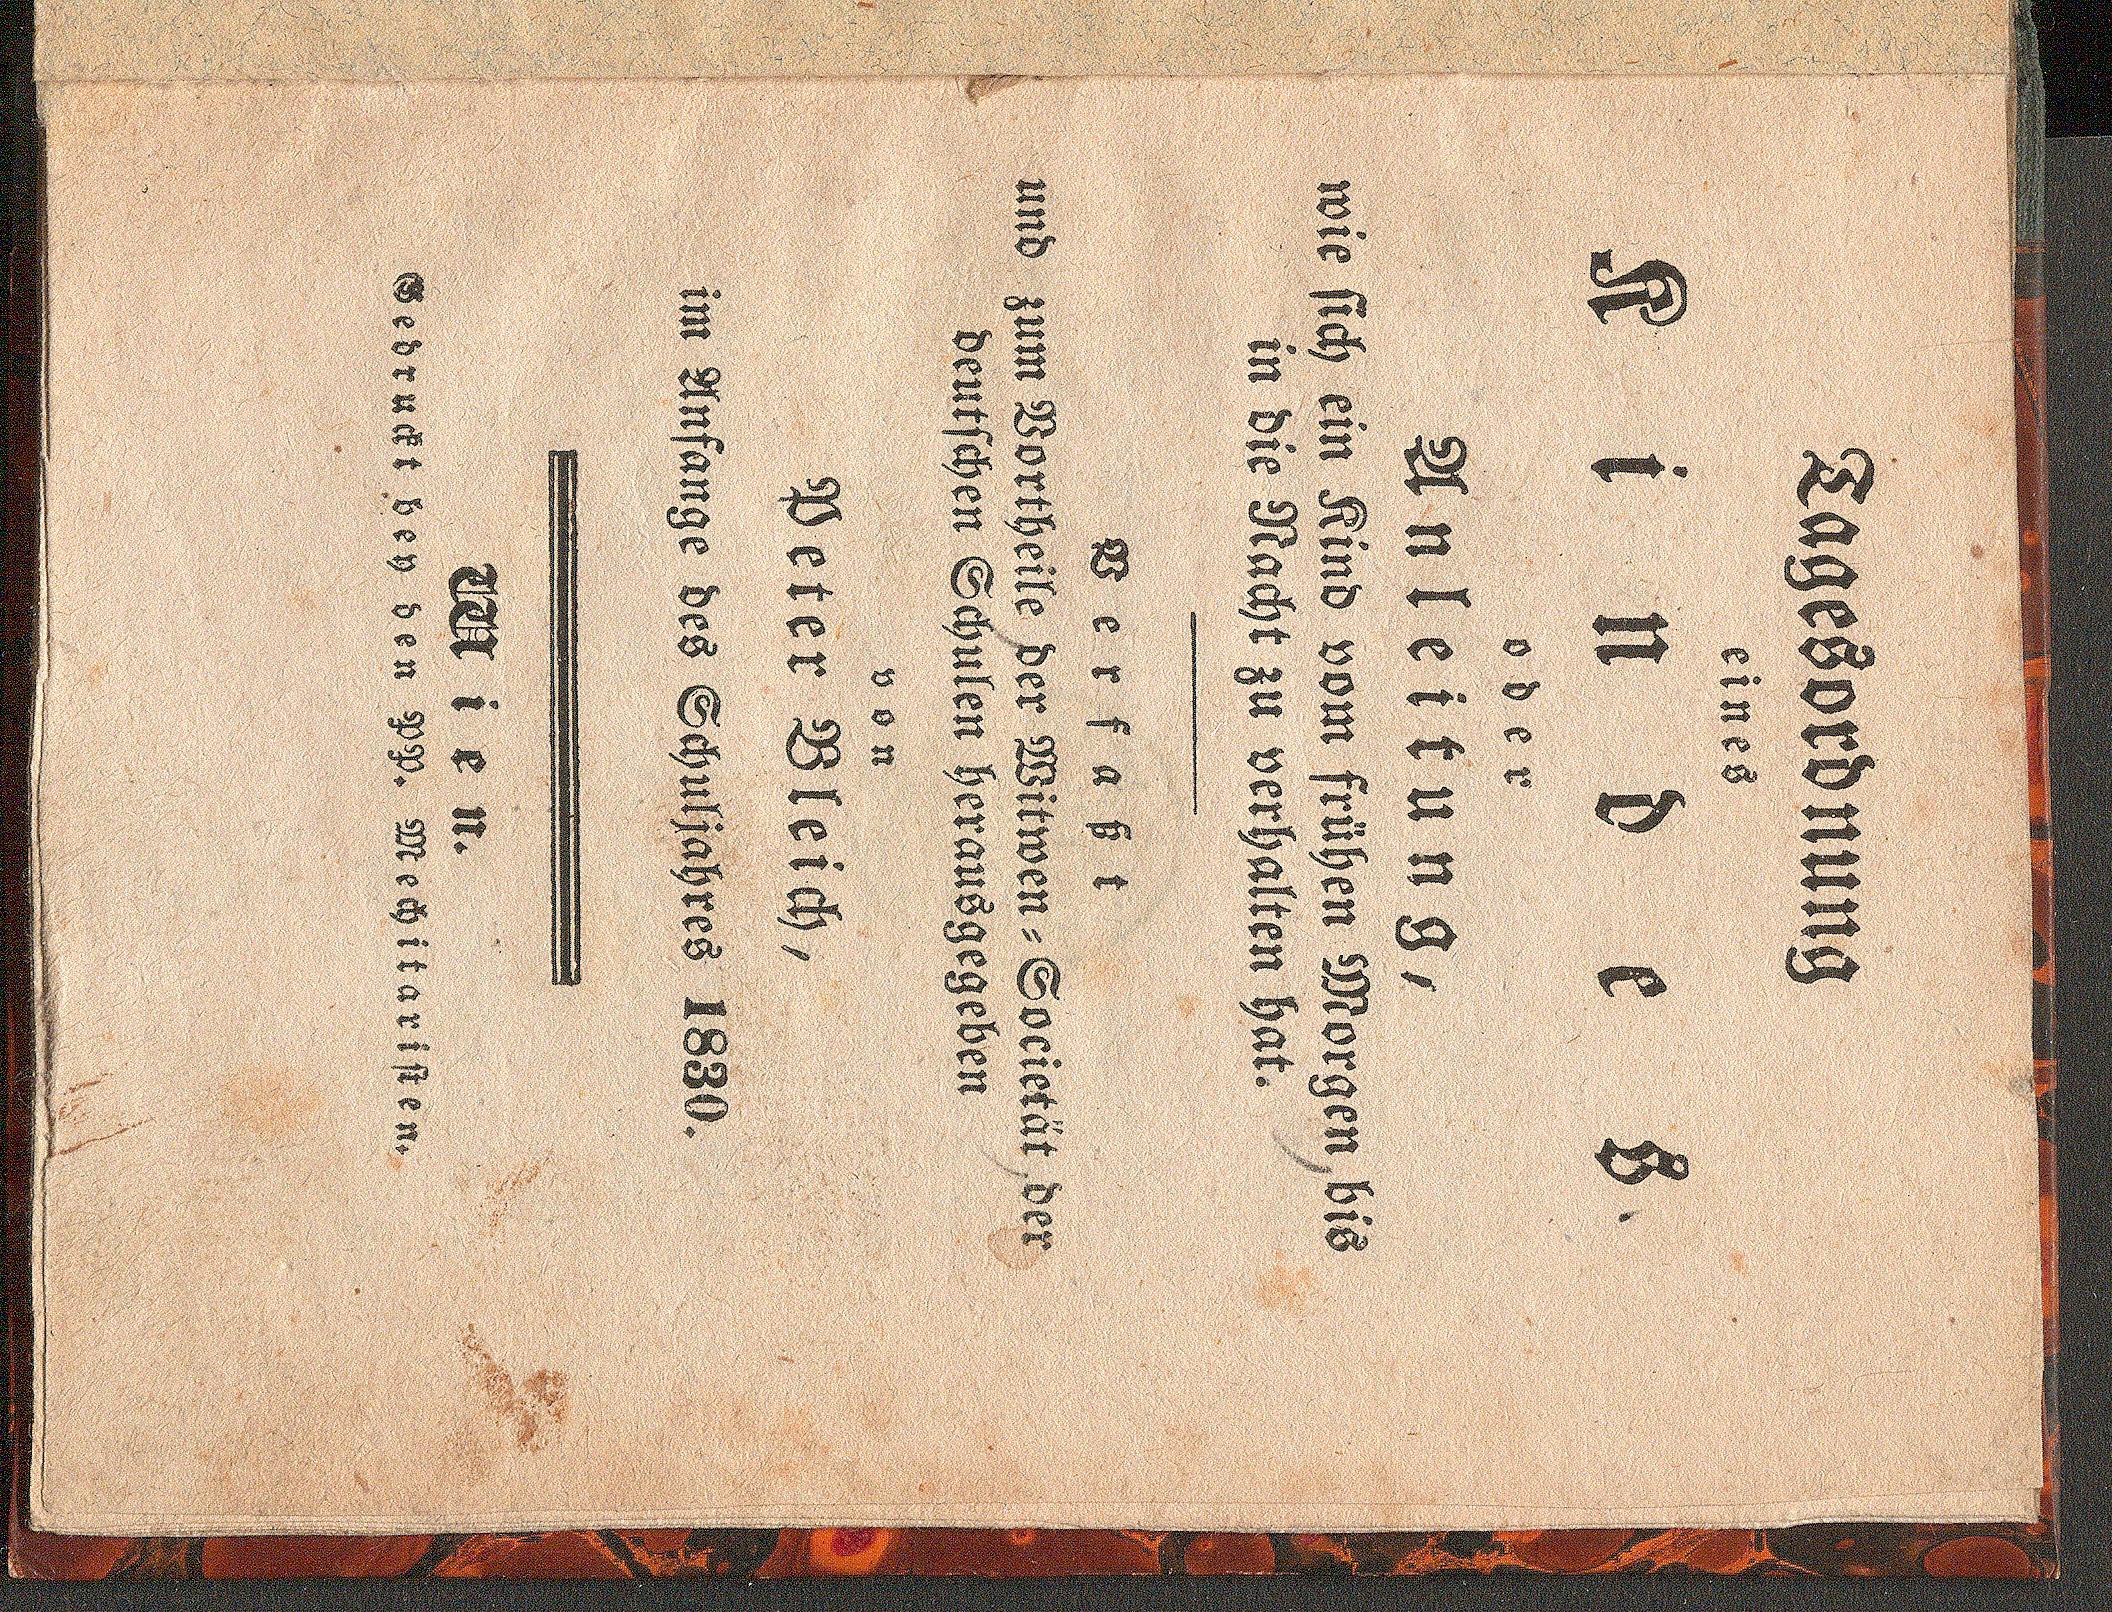 Tagesordnung
eines
Kindes
oder
Anleitung,
wie sich ein Kind vom frühen Morgen bis
in die Nacht zu verhalten hat.
Verfaßt
und zum Vortheile der Witwen-Societät der
deutschen Schulen herausgegeben
von
Peter Bleich,
im Anfange des Schuljahres 1830.
Wien.
Gedruckt bey den PP. Mechitaristen.